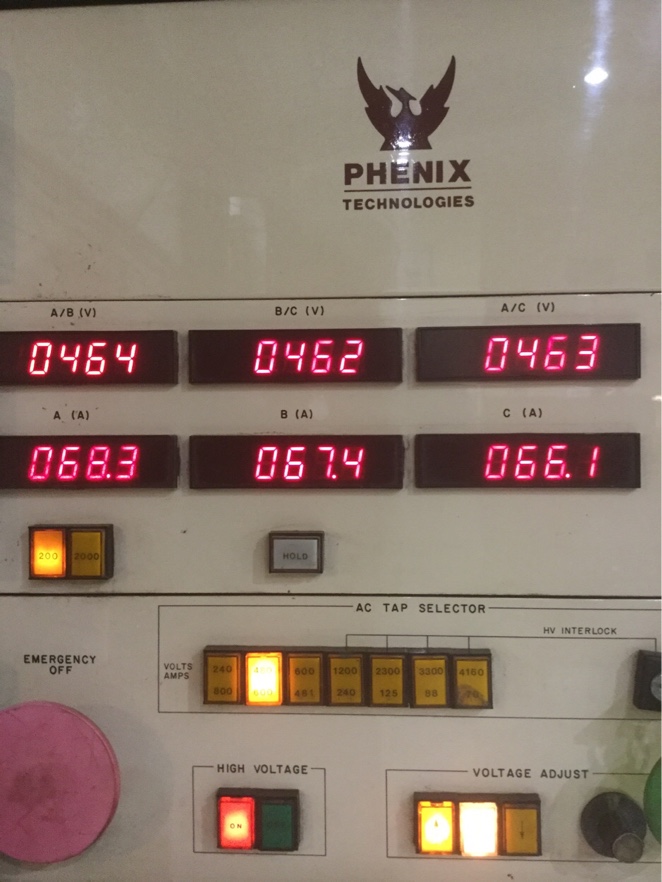 PHENIX
TECHNOLOGIES
A/B (V) B/C (V) A/C (V)
0464 0462 0463
A (A) B (A) C (A)
068.3 067.4 066.1
200 2000 HOLD
AC TAP SELECTOR
HV INTERLOCK
EMERGENCY
OFF
VOLTS 240 480 600 1200 2300 3300 4160
AMPS 800 600 461 240 125 88
HIGH VOLTAGE VOLTAGE ADJUST
ON